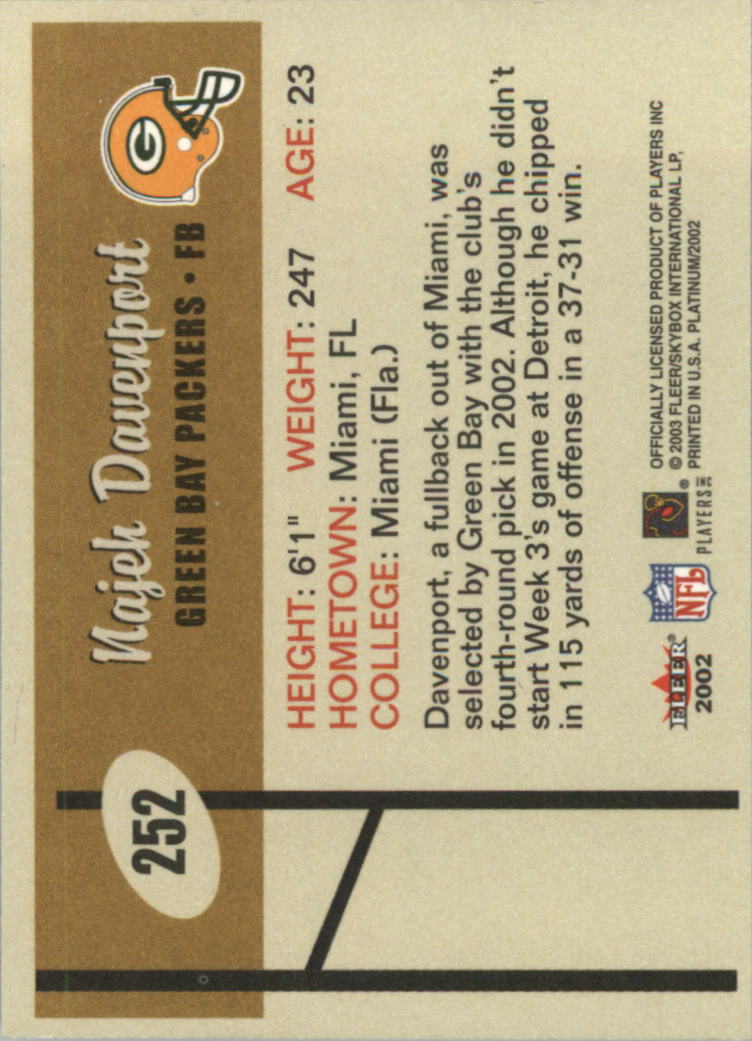 252
Najeh Davenport
GREEN BAY PACKERS • FB
G
HEIGHT: 6'1" WEIGHT: 247 AGE: 23
HOMETOWN: Miami, FL
COLLEGE: Miami (Fla.)
Davenport, a fullback out of Miami, was
selected by Green Bay with the club's
fourth-round pick in 2002. Although he didn't
start Week 3's game at Detroit, he chipped
in 115 yards of offense in a 37-31 win.
FLEER®
2002
NFL
PLAYERS INC ®
OFFICIALLY LICENSED PRODUCT OF PLAYERS INC
© 2003 FLEER/SKYBOX INTERNATIONAL LP,
PRINTED IN U.S.A. PLATINUM/2002